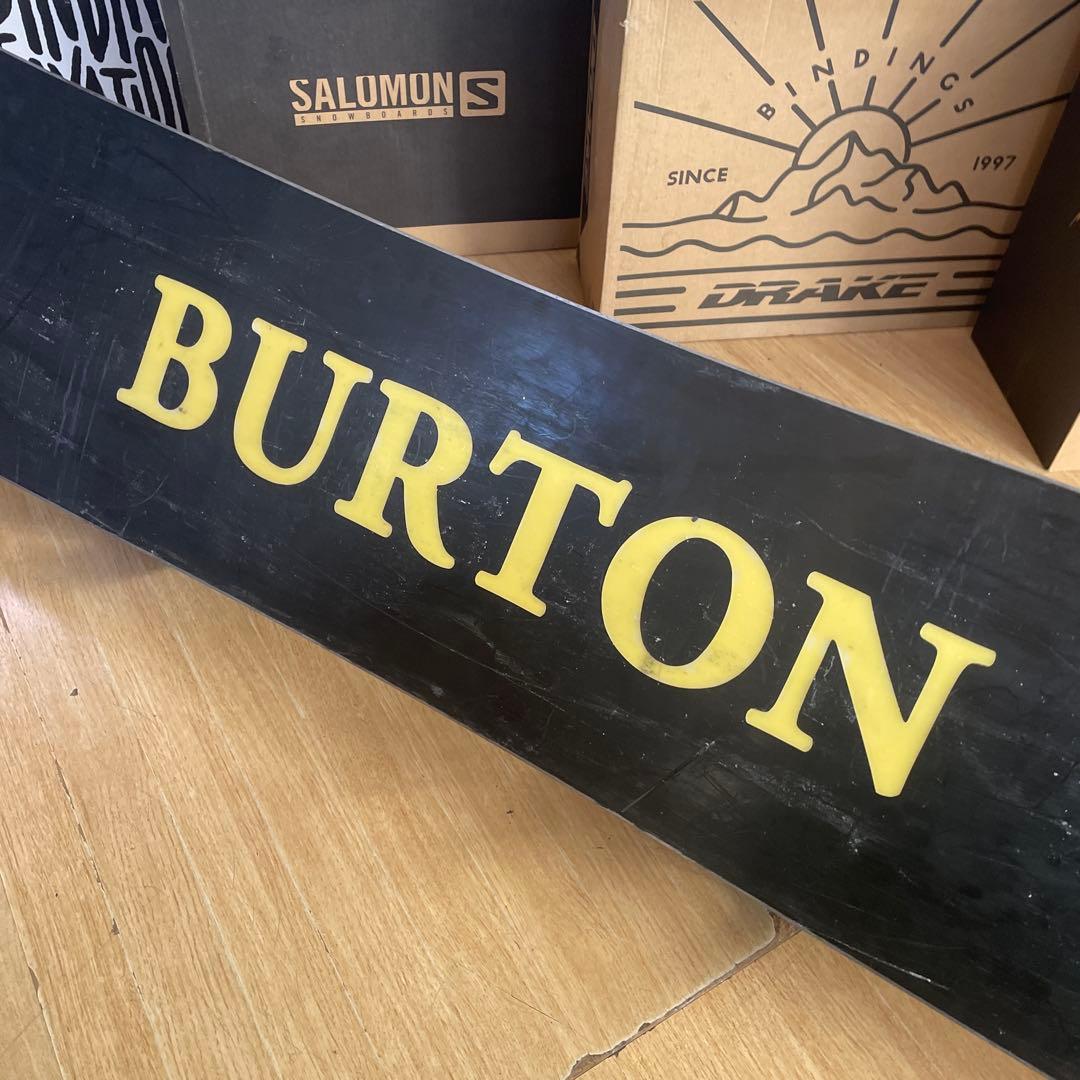 SALOMON S
SNOWBOARDS
BINDINGS
SINCE 1997
DRAKE
BURTON